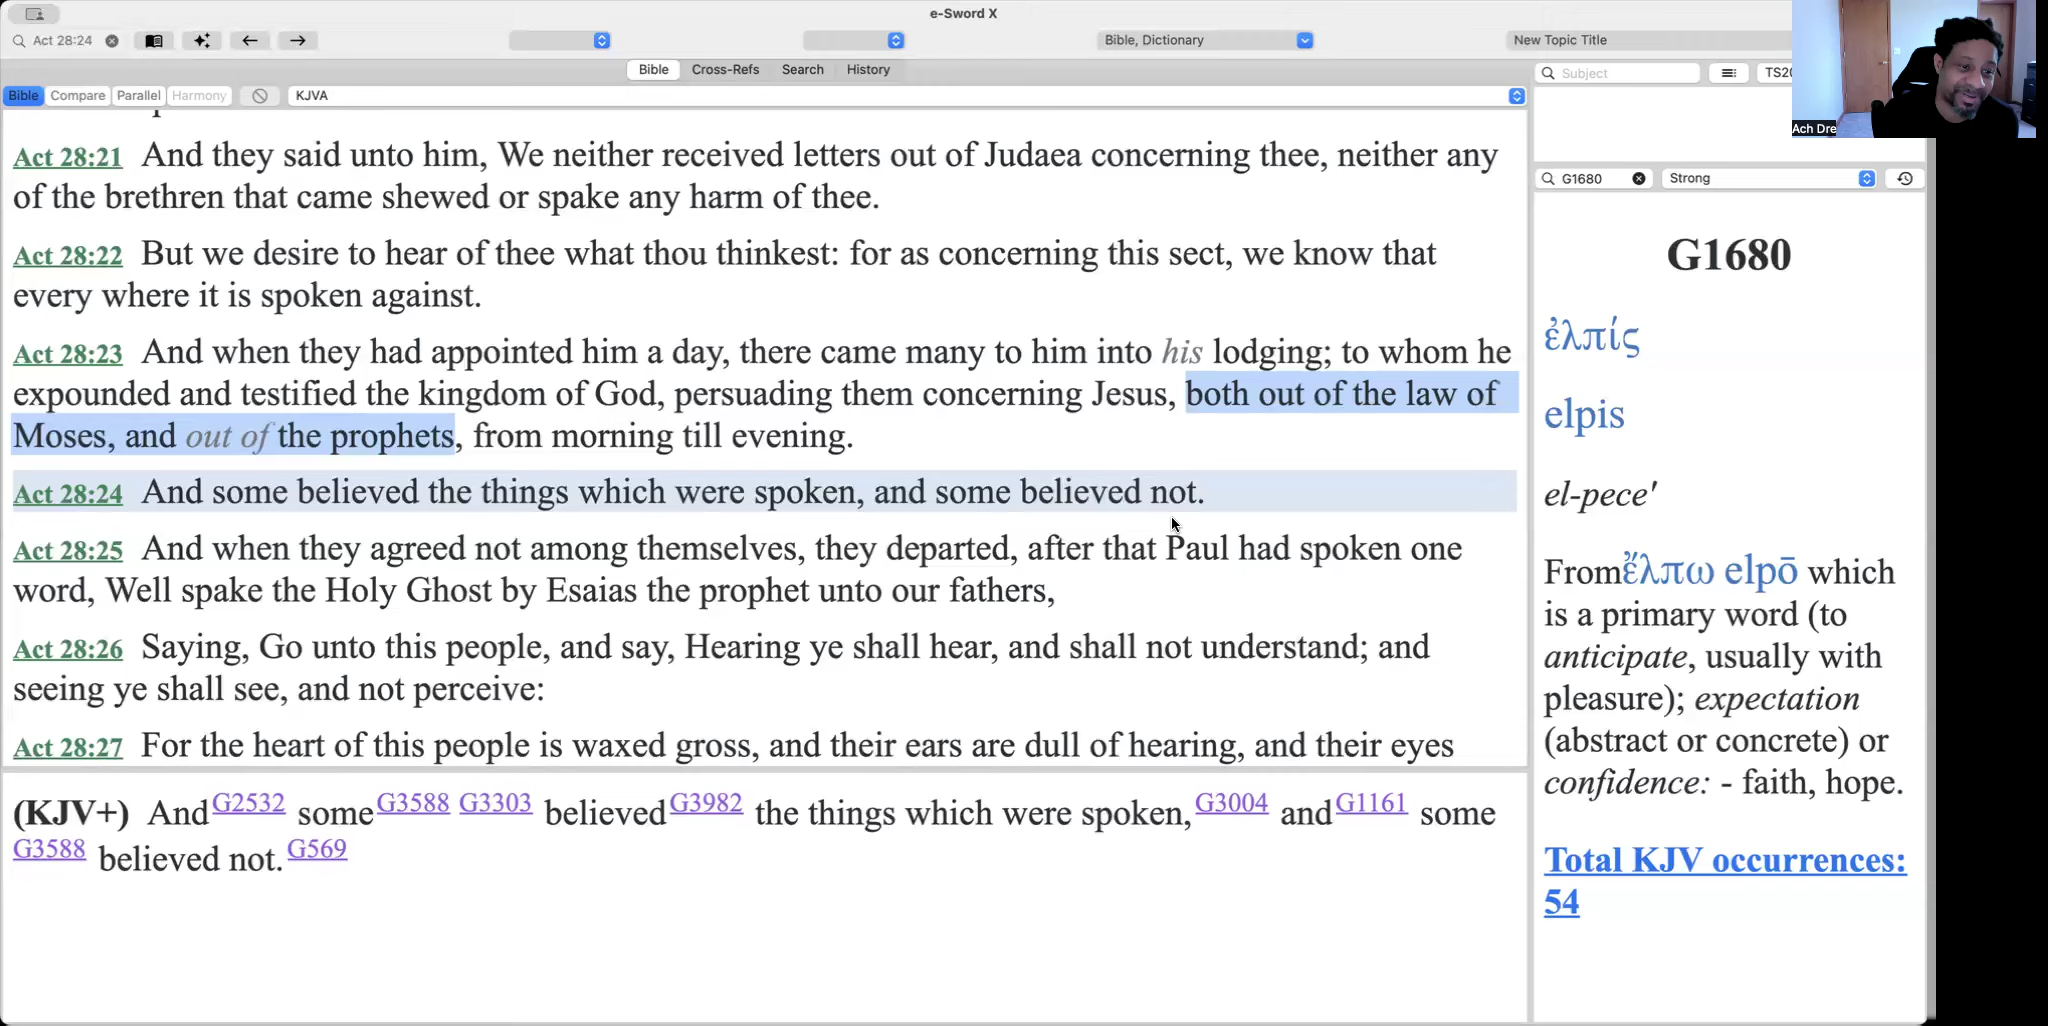 e-Sword X
Act 28:24
Bible, Dictionary
New Topic Title
Bible
Cross-Refs
Search
History
Subject
TS20
Ach Dre
Bible
Compare
Parallel
Harmony
KJVA
Act 28:21 And they said unto him, We neither received letters out of Judaea concerning thee, neither any
of the brethren that came shewed or spake any harm of thee.
Act 28:22 But we desire to hear of thee what thou thinkest: for as concerning this sect, we know that
every where it is spoken against.
Act 28:23 And when they had appointed him a day, there came many to him into his lodging; to whom he
expounded and testified the kingdom of God, persuading them concerning Jesus, both out of the law of
Moses, and out of the prophets, from morning till evening.
Act 28:24 And some believed the things which were spoken, and some believed not.
Act 28:25 And when they agreed not among themselves, they departed, after that Paul had spoken one
word, Well spake the Holy Ghost by Esaias the prophet unto our fathers,
Act 28:26 Saying, Go unto this people, and say, Hearing ye shall hear, and shall not understand; and
seeing ye shall see, and not perceive:
Act 28:27 For the heart of this people is waxed gross, and their ears are dull of hearing, and their eyes
(KJV+) And G2532 some G3588 G3303 believed G3982 the things which were spoken, G3004 and G1161 some
G3588 believed not. G569
G1680
Strong
G1680
ἐλπίς
elpis
el-pece'
Fromἔλπω elpō which
is a primary word (to
anticipate, usually with
pleasure); expectation
(abstract or concrete) or
confidence: - faith, hope.
Total KJV occurrences:
54